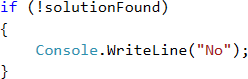 if (!solutionFound)
{
    Console.WriteLine("No");
}